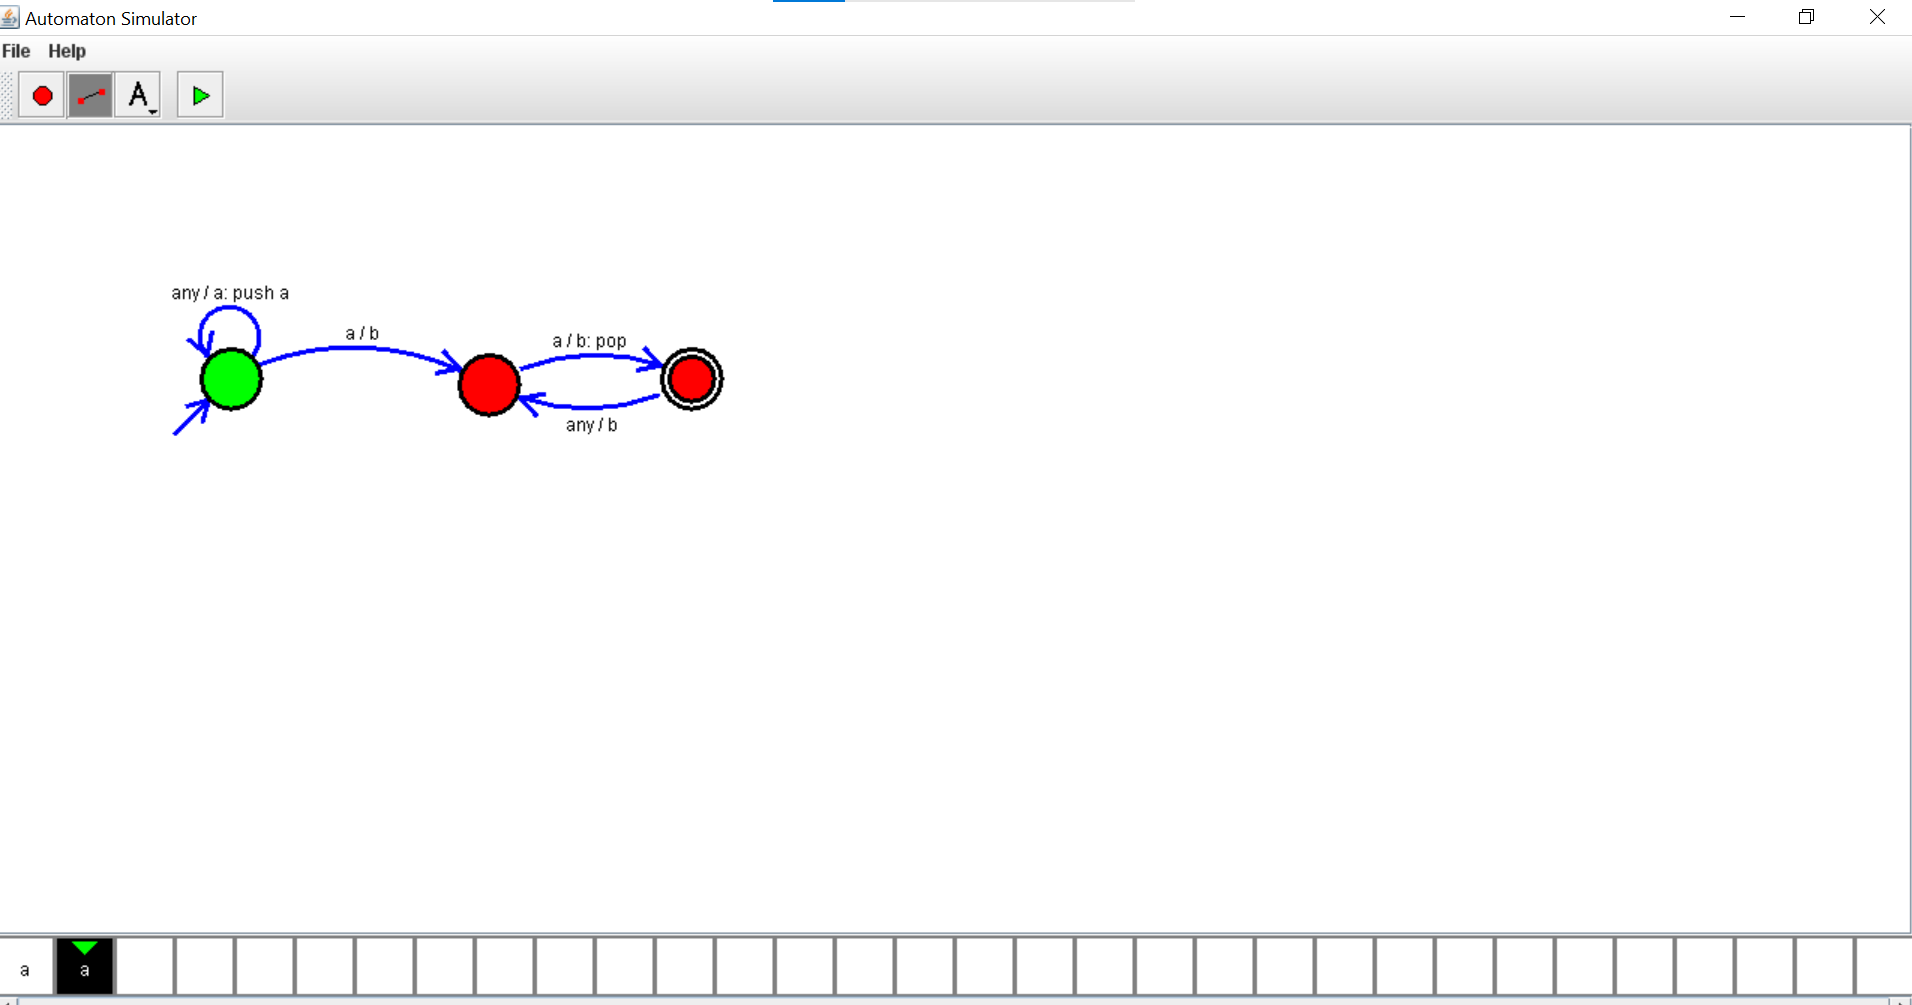 Automaton Simulator
File Help
A
any / a: push a
a / b
a / b: pop
any / b
a a